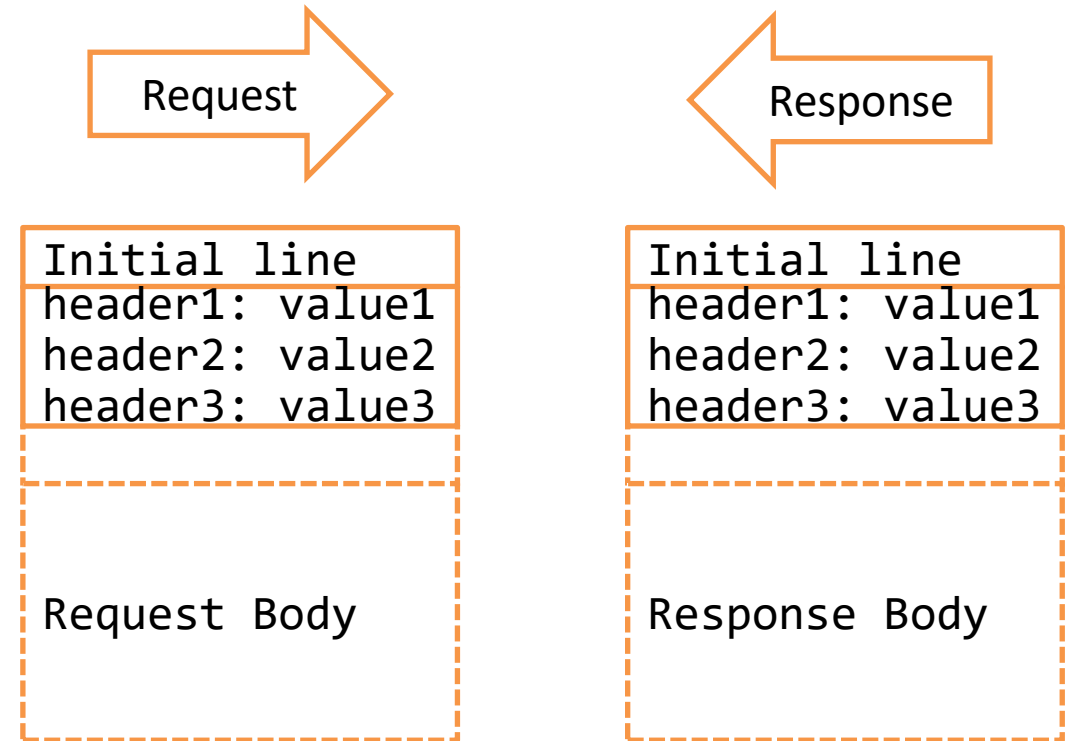 Request
Response
Initial line
header1: value1
header2: value2
header3: value3
Request Body
Initial line
header1: value1
header2: value2
header3: value3
Response Body